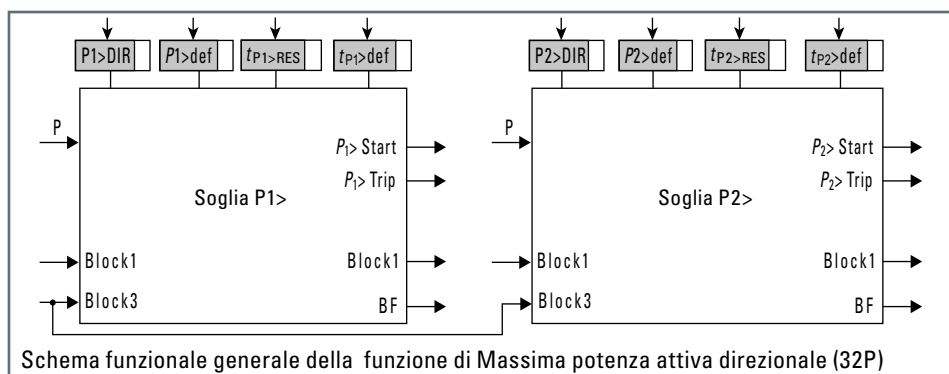 P1>DIR P1>def tP1>RES tP1>def P2>DIR P2>def tP2>RES tP2>def
P P
P1> Start P2> Start
P1> Trip P2> Trip
Soglia P1> Soglia P2>
Block1 Block1 Block1 Block1
Block3 BF Block3 BF
Schema funzionale generale della funzione di Massima potenza attiva direzionale (32P)